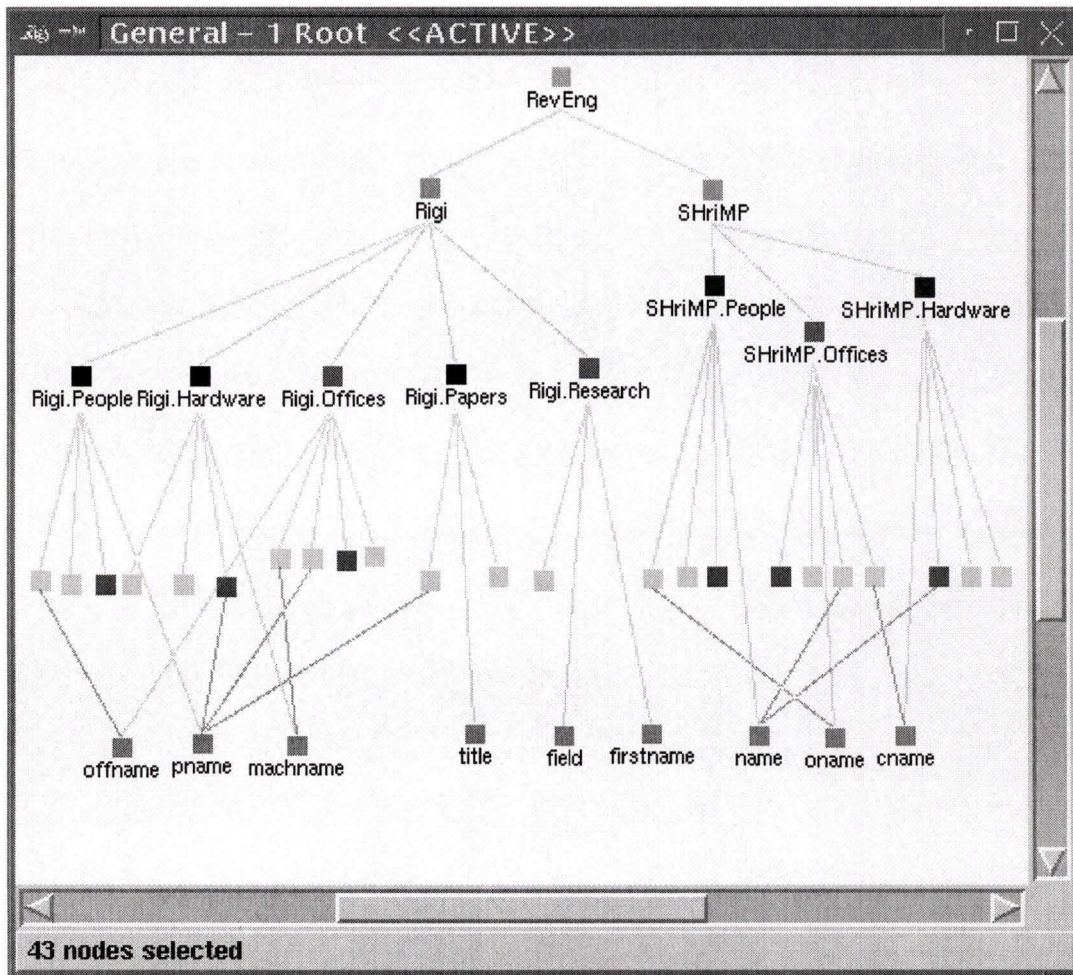 General – 1 Root <<ACTIVE>>
RevEng
Rigi
SHriMP
SHriMP.People
SHriMP.Hardware
SHriMP.Offices
Rigi.People
Rigi.Hardware
Rigi.Offices
Rigi.Papers
Rigi.Research
offname
pname
machname
title
field
firstname
name
oname
cname
43 nodes selected